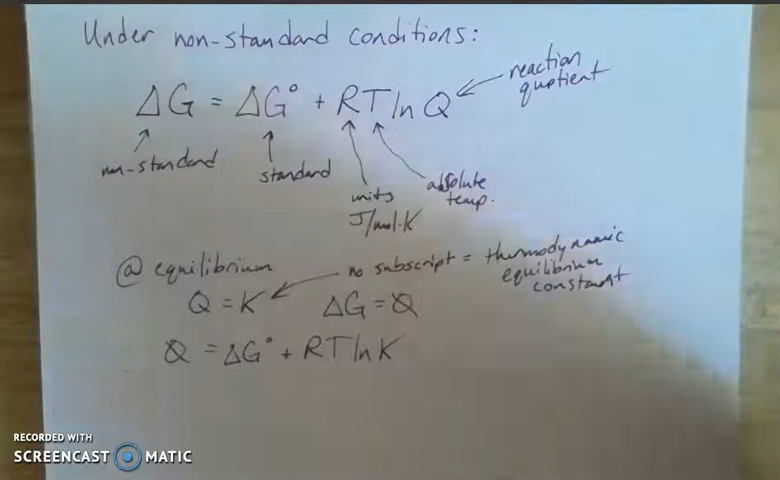 Under non-standard conditions:
ΔG = ΔG° + RT ln Q
reaction
quotient
non-standard
standard
units
J/mol·K
absolute
temp.
@ equilibrium
no subscript = thermodynamic
equilibrium
constant
Q = K
ΔG = 0
0 = ΔG° + RT ln K
RECORDED WITH
SCREENCAST MATIC